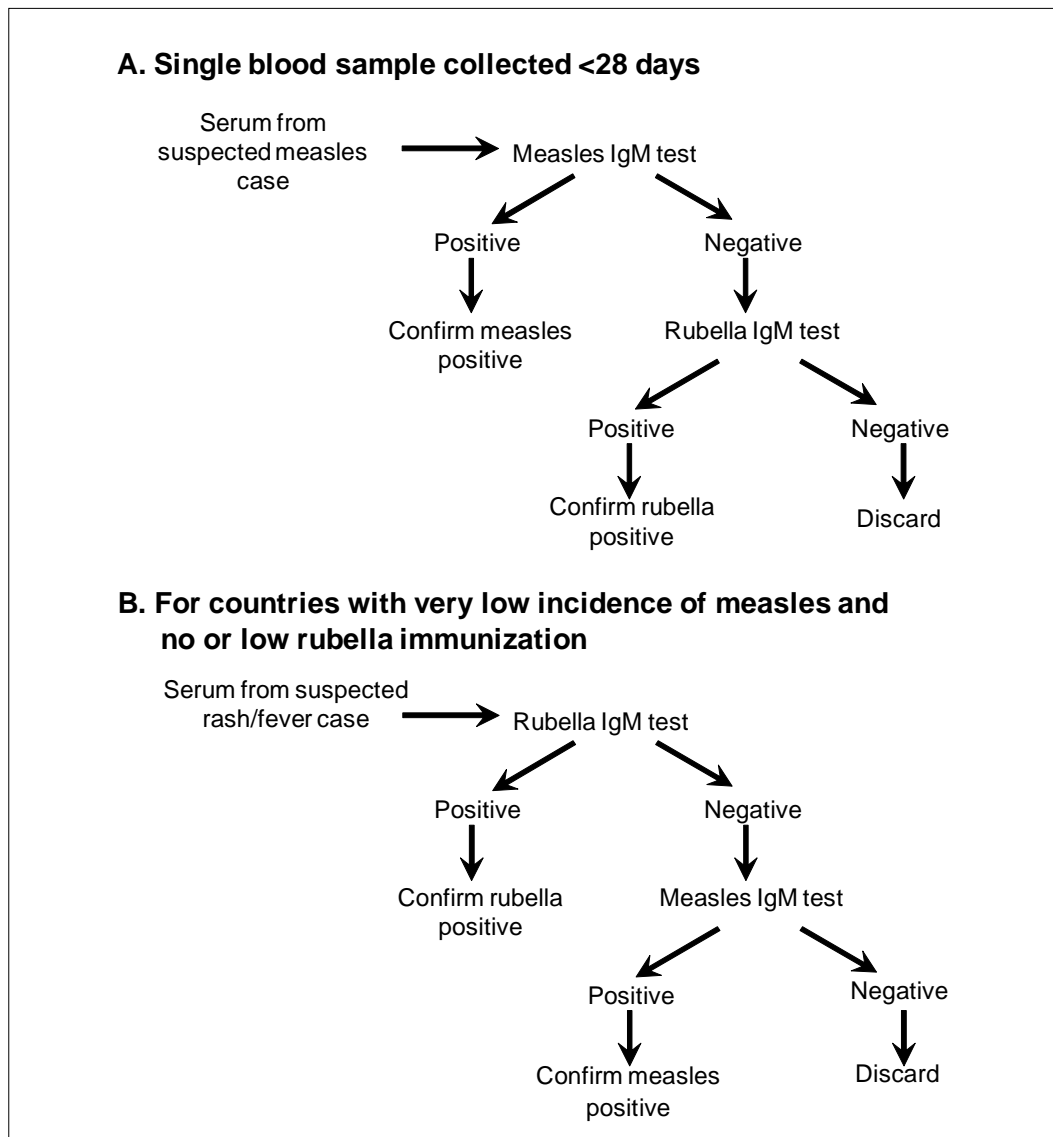 A. Single blood sample collected <28 days
Serum from
suspected measles
case
Measles IgM test
Positive
Negative
Confirm measles
positive
Rubella IgM test
Positive
Negative
Confirm rubella
positive
Discard
B. For countries with very low incidence of measles and
no or low rubella immunization
Serum from suspected
rash/fever case
Rubella IgM test
Positive
Negative
Confirm rubella
positive
Measles IgM test
Positive
Negative
Confirm measles
positive
Discard